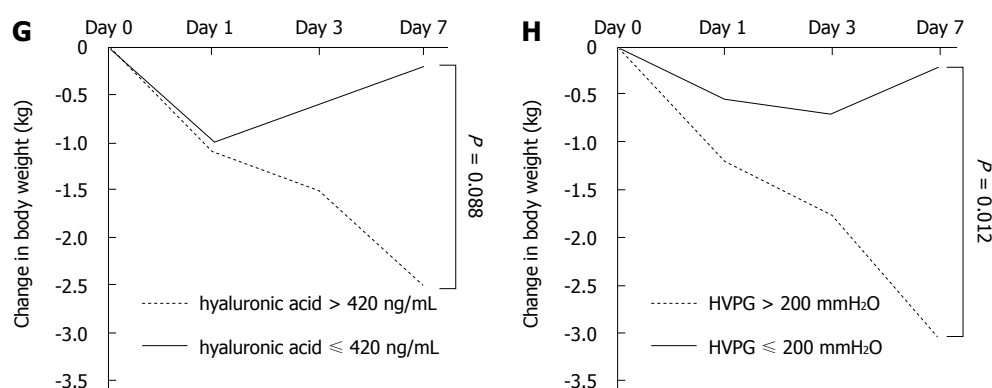 G
Day 0 Day 1 Day 3 Day 7
0
-0.5
-1.0
-1.5
-2.0
-2.5
-3.0
-3.5
Change in body weight (kg)
P = 0.088
hyaluronic acid > 420 ng/mL
hyaluronic acid ≤ 420 ng/mL
H
Day 0 Day 1 Day 3 Day 7
0
-0.5
-1.0
-1.5
-2.0
-2.5
-3.0
-3.5
Change in body weight (kg)
P = 0.012
HVPG > 200 mmH₂O
HVPG ≤ 200 mmH₂O